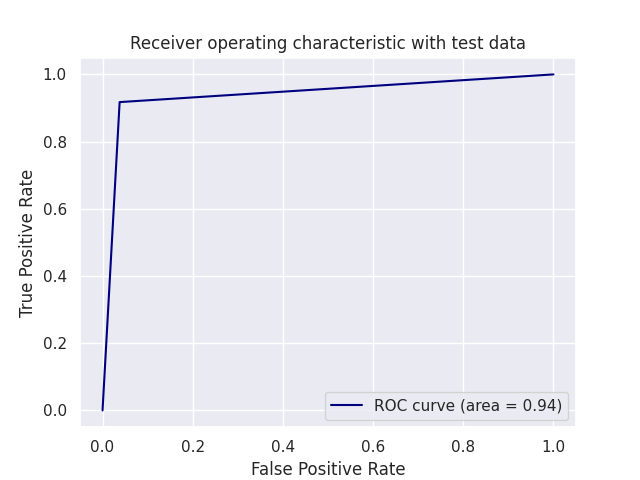 Receiver operating characteristic with test data
1.0
0.8
0.6
0.4
0.2
0.0
True Positive Rate
ROC curve (area = 0.94)
0.0 0.2 0.4 0.6 0.8 1.0
False Positive Rate